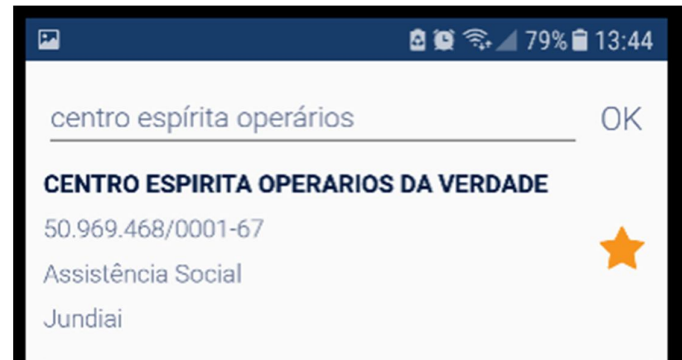 79% 13:44
centro espírita operários OK
CENTRO ESPIRITA OPERARIOS DA VERDADE
50.969.468/0001-67
Assistência Social
Jundiai